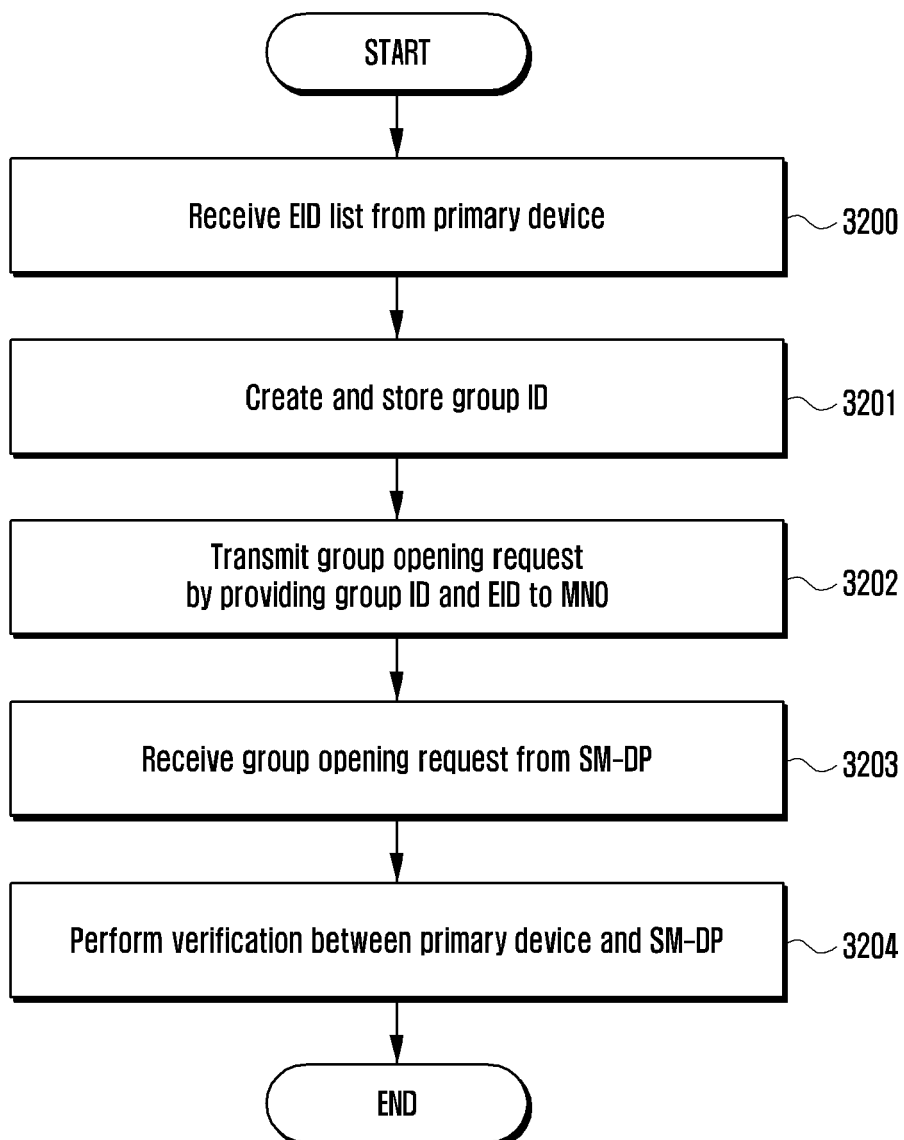 START
Receive EID list from primary device
3200
Create and store group ID
3201
Transmit group opening request
by providing group ID and EID to MNO
3202
Receive group opening request from SM-DP
3203
Perform verification between primary device and SM-DP
3204
END